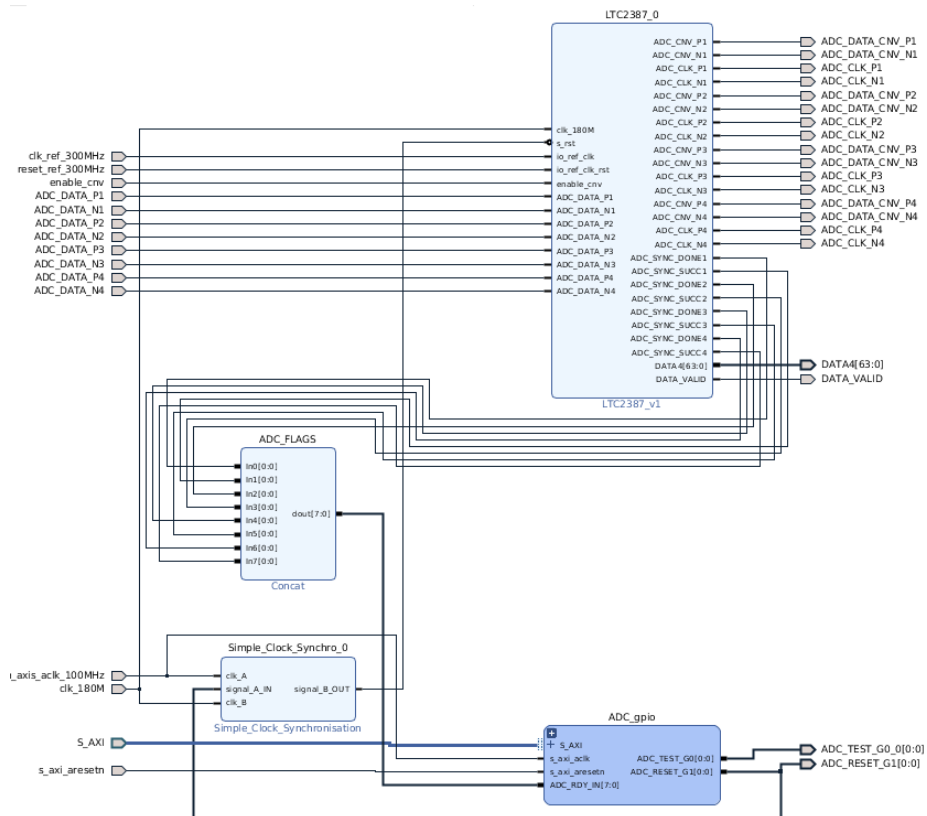 LTC2387_0
ADC_CNV_P1
ADC_CNV_N1
ADC_CLK_P1
ADC_CLK_N1
ADC_CNV_P2
ADC_CNV_N2
ADC_CLK_P2
ADC_CLK_N2
ADC_CNV_P3
ADC_CNV_N3
ADC_CLK_P3
ADC_CLK_N3
ADC_CNV_P4
ADC_CNV_N4
ADC_CLK_P4
ADC_CLK_N4
ADC_SYNC_DONE1
ADC_SYNC_SUCC1
ADC_SYNC_DONE2
ADC_SYNC_SUCC2
ADC_SYNC_DONE3
ADC_SYNC_SUCC3
ADC_SYNC_DONE4
ADC_SYNC_SUCC4
DATA4[63:0]
DATA_VALID
clk_180M
s_rst
io_ref_clk
io_ref_clk_rst
enable_cnv
ADC_DATA_P1
ADC_DATA_N1
ADC_DATA_P2
ADC_DATA_N2
ADC_DATA_P3
ADC_DATA_N3
ADC_DATA_P4
ADC_DATA_N4
LTC2387_v1
ADC_DATA_CNV_P1
ADC_DATA_CNV_N1
ADC_CLK_P1
ADC_CLK_N1
ADC_DATA_CNV_P2
ADC_DATA_CNV_N2
ADC_CLK_P2
ADC_CLK_N2
ADC_DATA_CNV_P3
ADC_DATA_CNV_N3
ADC_CLK_P3
ADC_CLK_N3
ADC_DATA_CNV_P4
ADC_DATA_CNV_N4
ADC_CLK_P4
ADC_CLK_N4
DATA4[63:0]
DATA_VALID
clk_ref_300MHz
reset_ref_300MHz
enable_cnv
ADC_DATA_P1
ADC_DATA_N1
ADC_DATA_P2
ADC_DATA_N2
ADC_DATA_P3
ADC_DATA_N3
ADC_DATA_P4
ADC_DATA_N4
ADC_FLAGS
In0[0:0]
In1[0:0]
In2[0:0]
In3[0:0]
In4[0:0]
In5[0:0]
In6[0:0]
In7[0:0]
dout[7:0]
Concat
Simple_Clock_Synchro_0
clk_A
signal_A_IN
clk_B
signal_B_OUT
Simple_Clock_Synchronisation
_axis_aclk_100MHz
clk_180M
S_AXI
s_axi_aresetn
ADC_gpio
S_AXI
s_axi_aclk
s_axi_aresetn
ADC_RDY_IN[7:0]
ADC_TEST_G0[0:0]
ADC_RESET_G1[0:0]
ADC_TEST_G0_0[0:0]
ADC_RESET_G1[0:0]